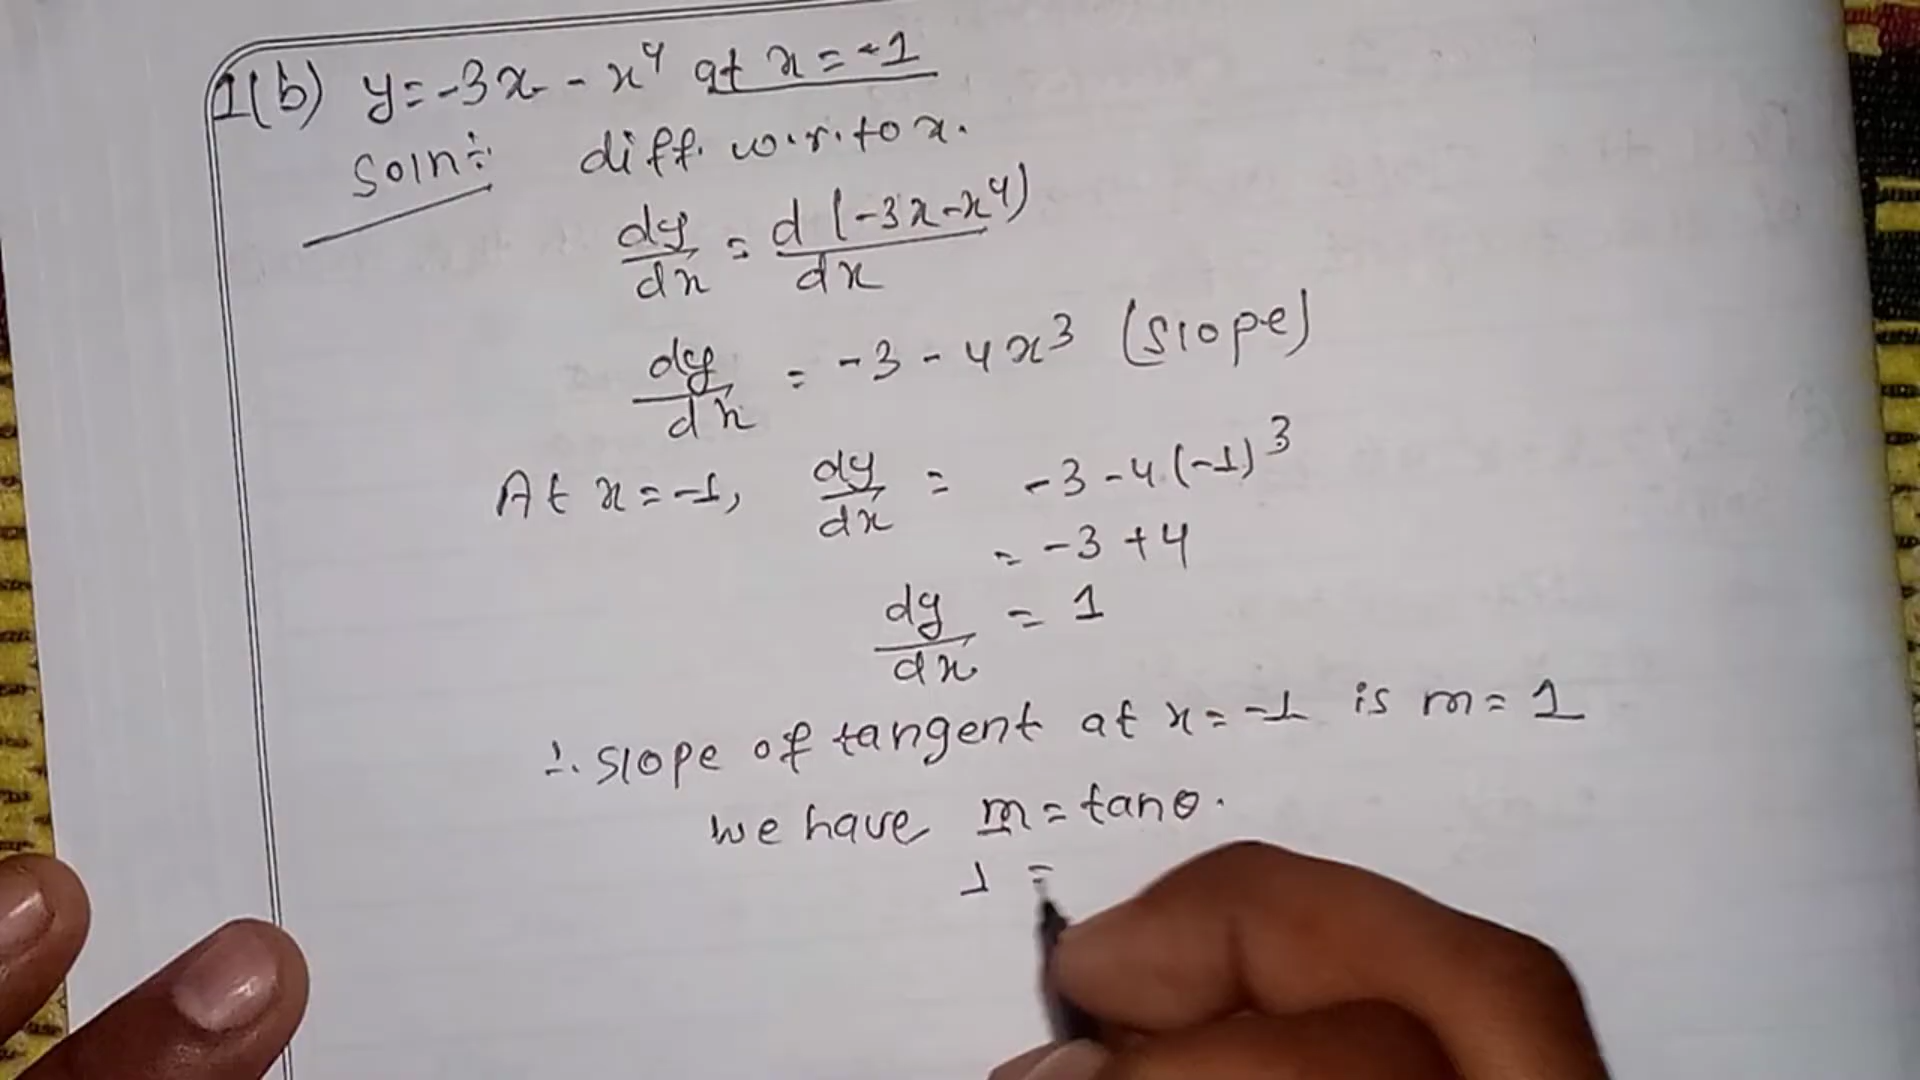 1(b) y=-3x-x⁴ at x=-1
Soln÷ diff. w.r.to x.
dy/dx = d(-3x-x⁴)/dx
dy/dx = -3-4x³ (slope)
At x=-1, dy/dx = -3-4.(-1)³
= -3+4
dy/dx = 1
∴ slope of tangent at x=-1 is m=1
we have m=tanθ.
1 =